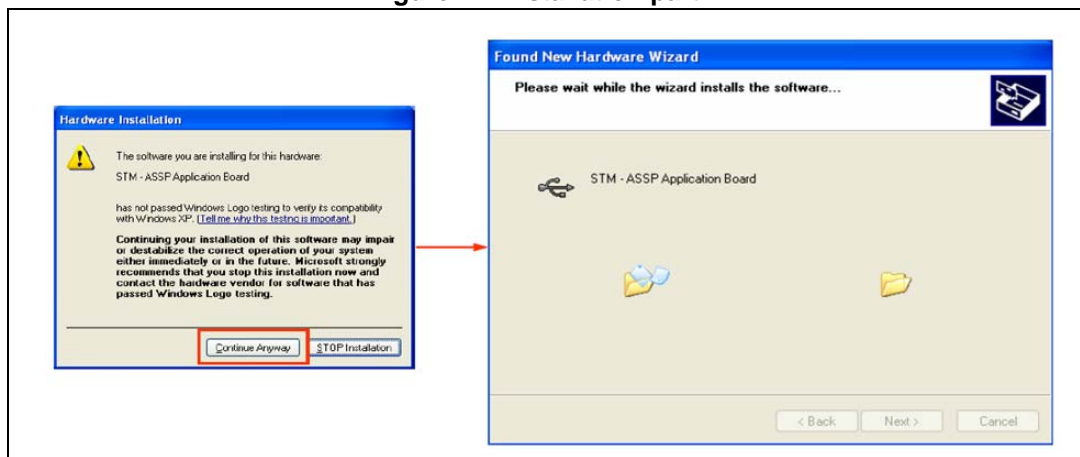 Hardware Installation
The software you are installing for this hardware:
STM - ASSP Application Board
has not passed Windows Logo testing to verify its compatibility
with Windows XP. (Tell me why this testing is important.)
Continuing your installation of this software may impair
or destabilize the correct operation of your system
either immediately or in the future. Microsoft strongly
recommends that you stop this installation now and
contact the hardware vendor for software that has
passed Windows Logo testing.
Continue Anyway
STOP Installation
Found New Hardware Wizard
Please wait while the wizard installs the software...
STM - ASSP Application Board
< Back
Next >
Cancel